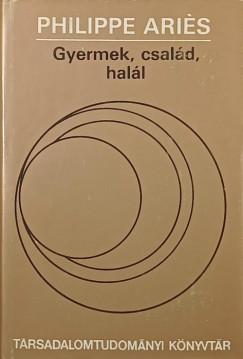 PHILIPPE ARIÈS
Gyermek, család,
halál
TÁRSADALOMTUDOMÁNYI KÖNYVTÁR